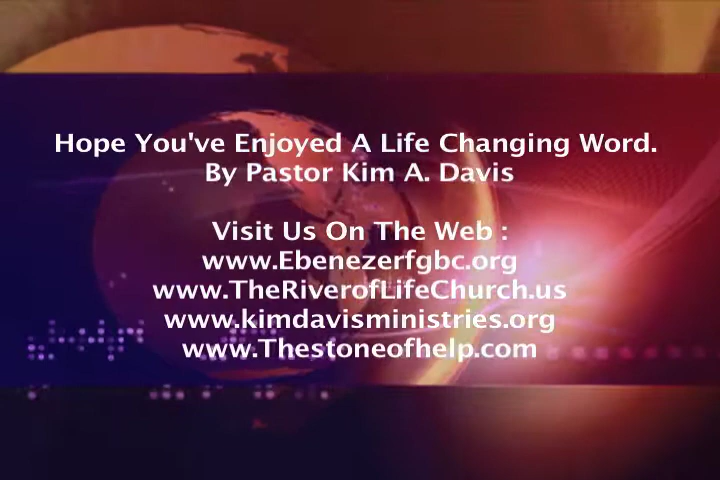 Hope You've Enjoyed A Life Changing Word.
By Pastor Kim A. Davis
Visit Us On The Web :
www.Ebenezerfgbc.org
www.TheRiverofLifeChurch.us
www.kimdavisministries.org
www.Thestoneofhelp.com